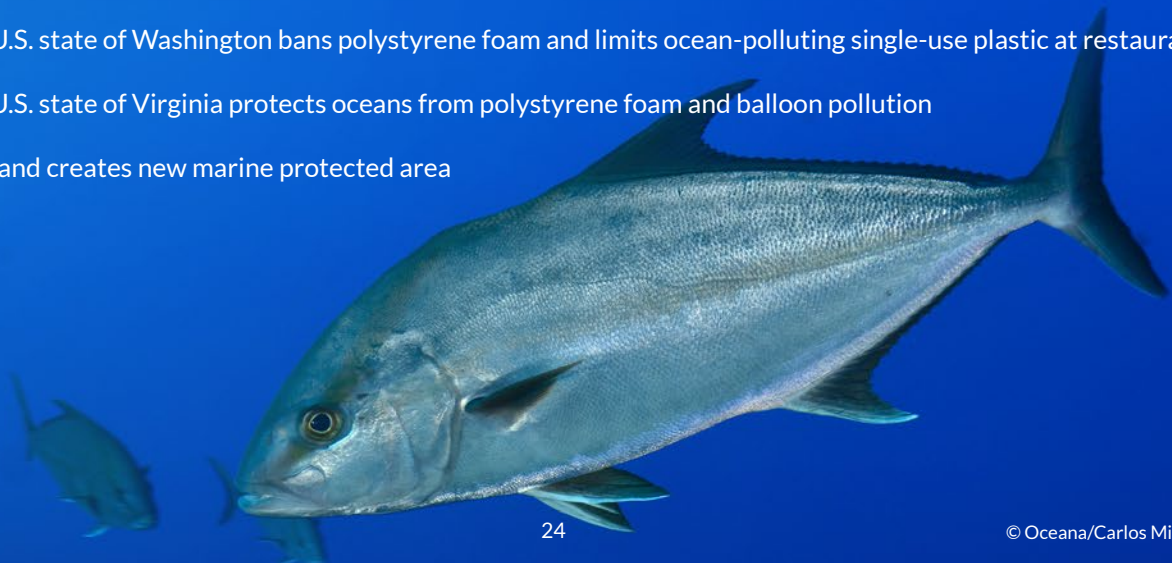 U.S. state of Washington bans polystyrene foam and limits ocean-polluting single-use plastic at
U.S. state of Virginia protects oceans from polystyrene foam and balloon pollution
and creates new marine protected area
24
© Oceana/Carlos